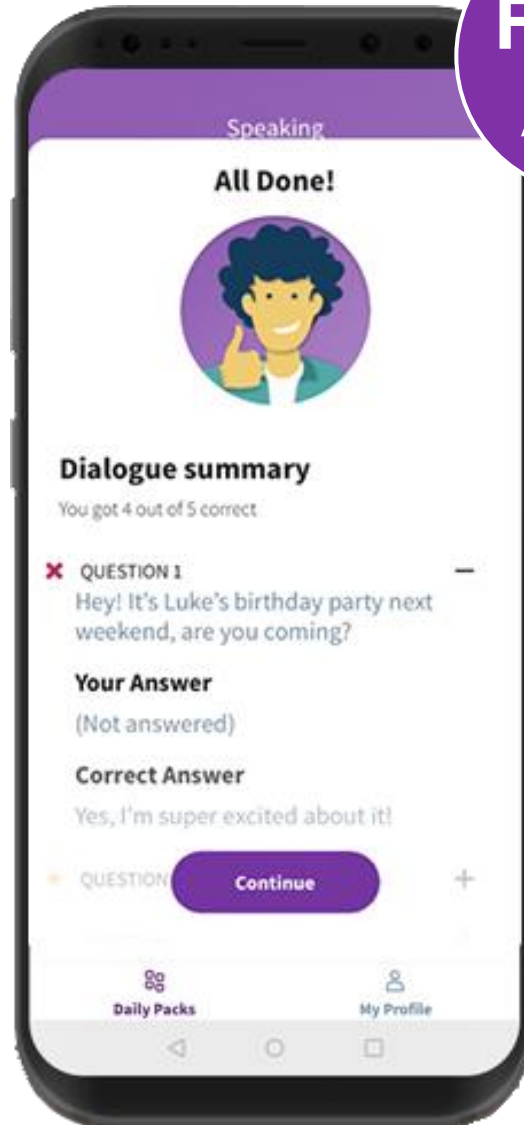 Speaking
All Done!
Dialogue summary
You got 4 out of 5 correct
QUESTION 1
Hey! It's Luke's birthday party next
weekend, are you coming?
Your Answer
(Not answered)
Correct Answer
Yes, I'm super excited about it!
QUESTION
Continue
Daily Packs
My Profile